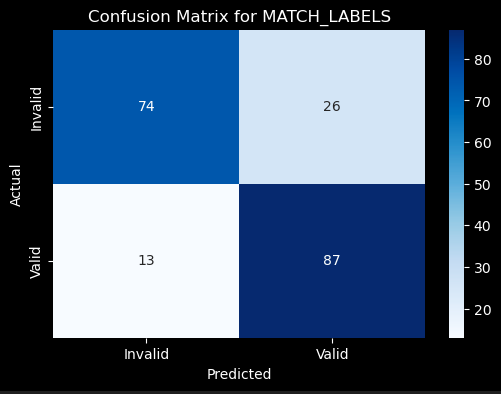 Confusion Matrix for MATCH_LABELS
Invalid
74
26
Actual
Valid
13
87
Invalid
Valid
Predicted
80
70
60
50
40
30
20